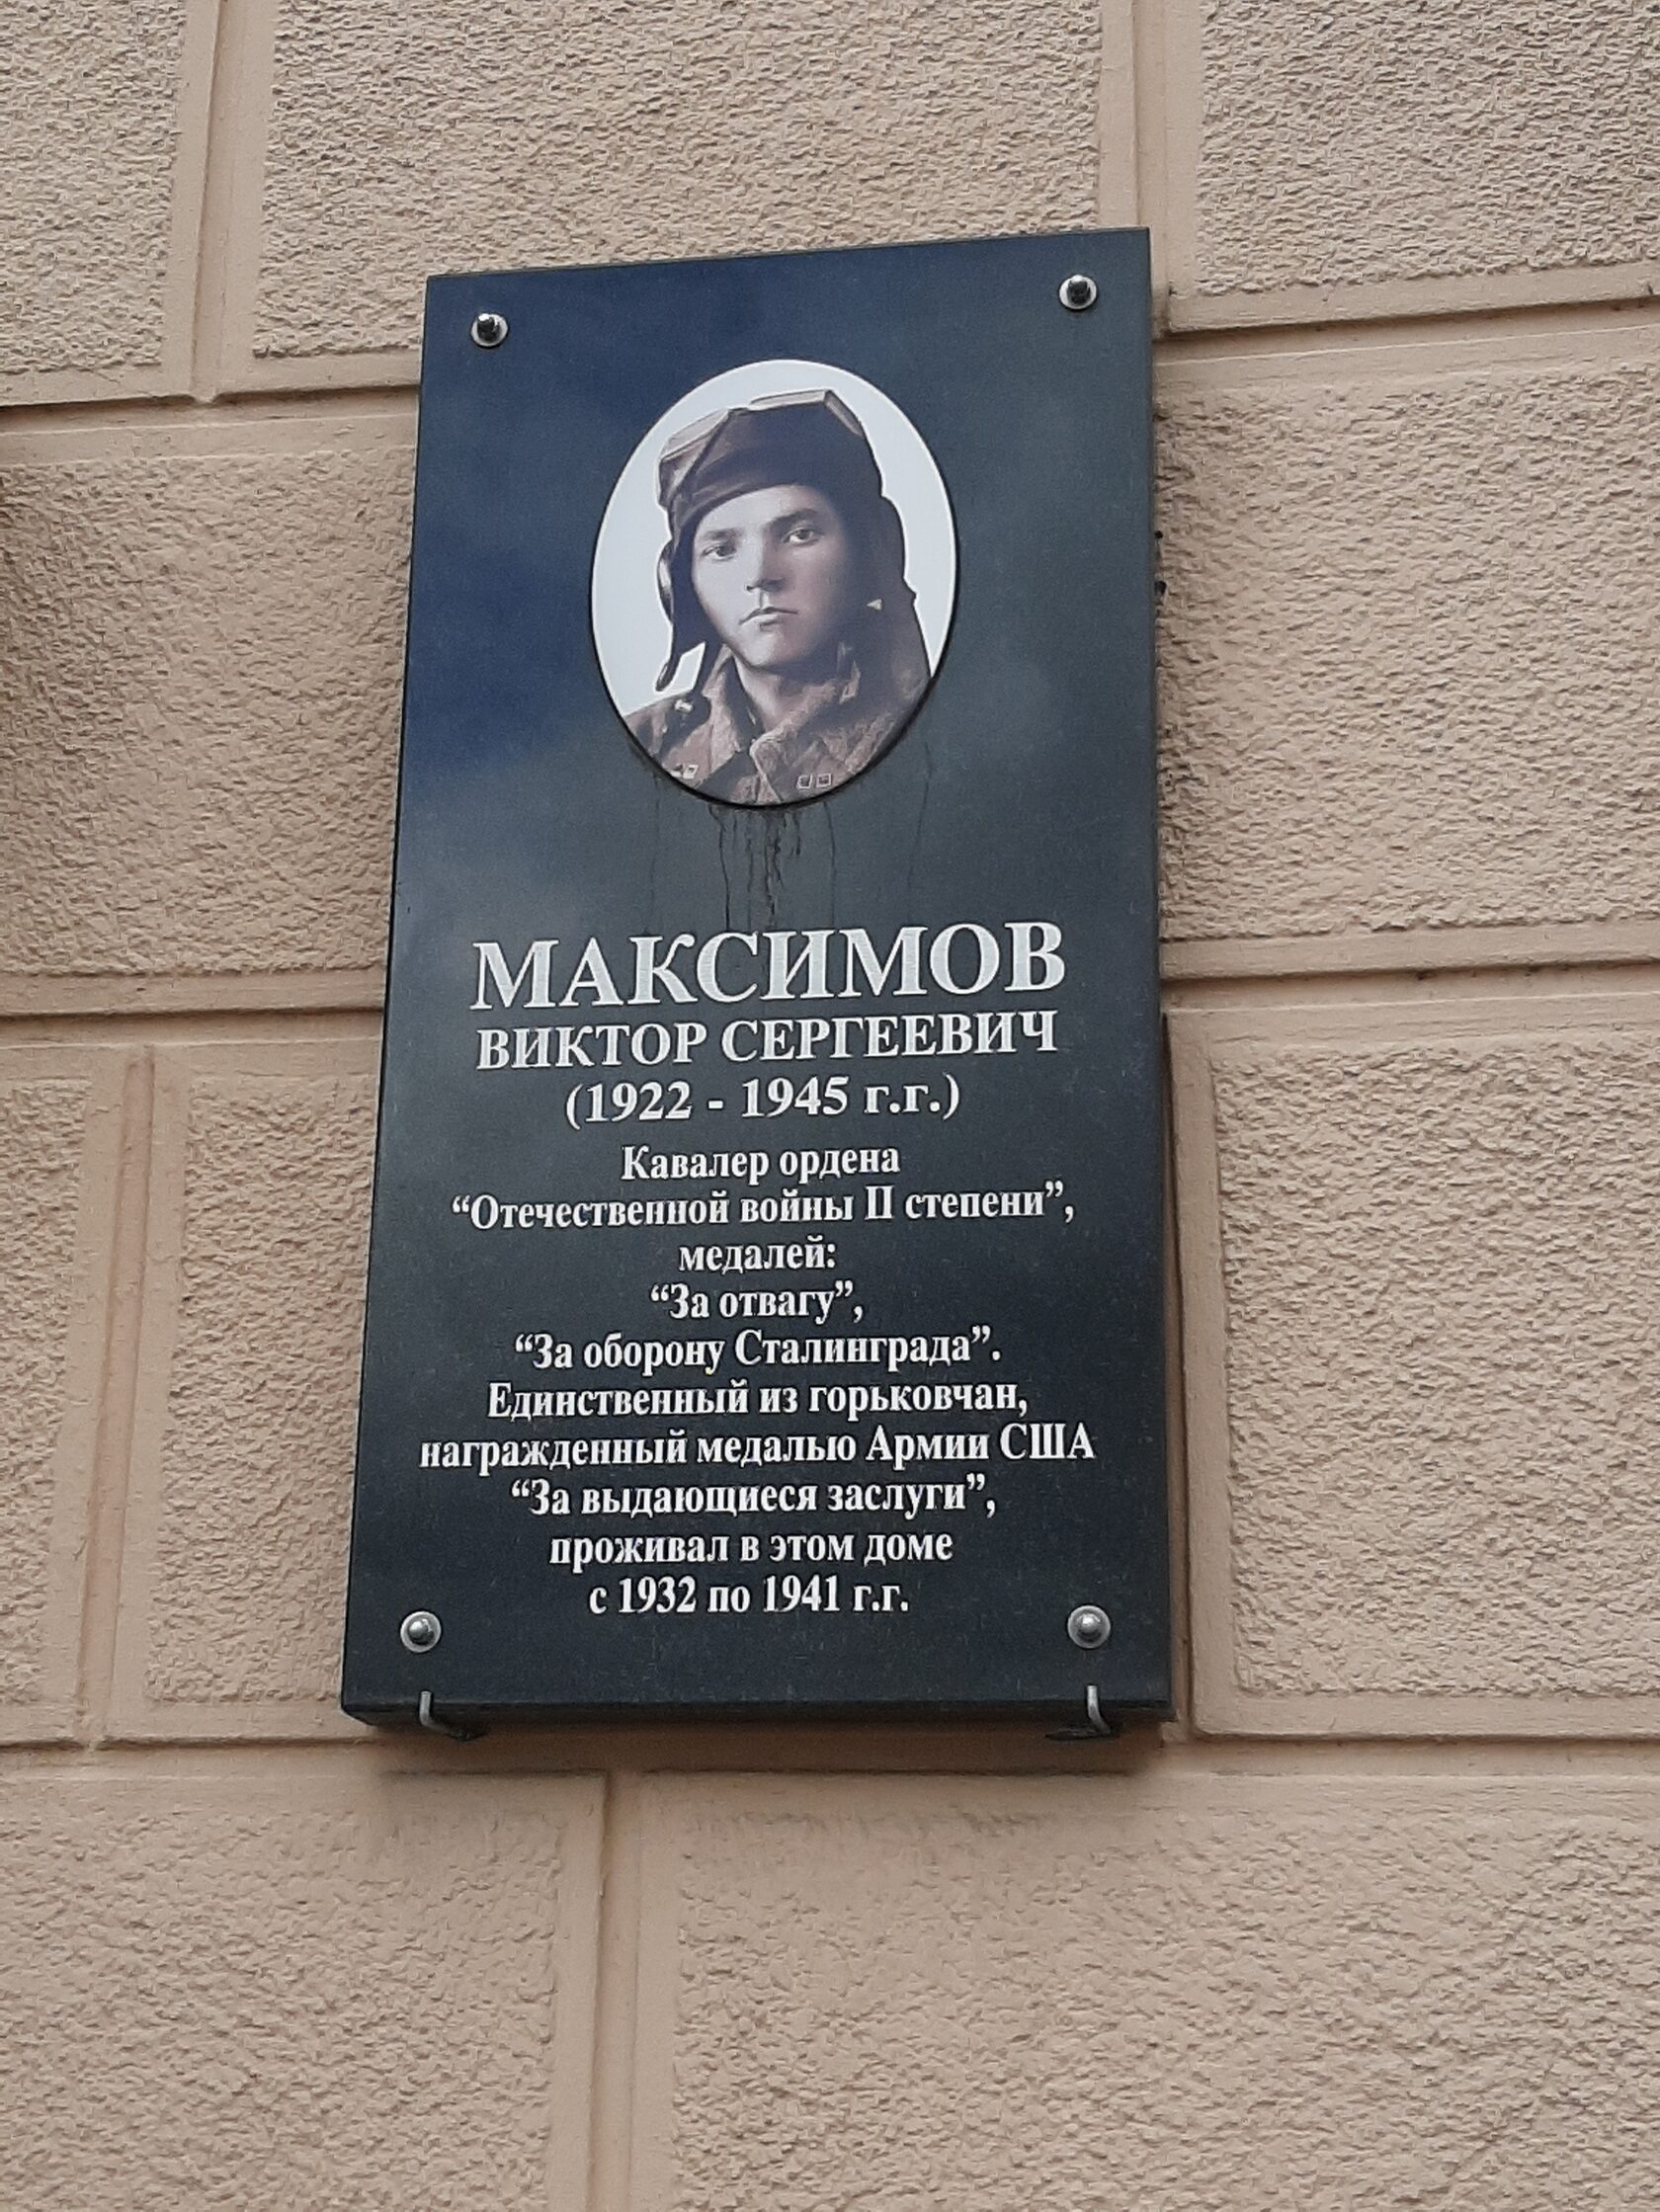 МАКСИМОВ
ВИКТОР СЕРГЕЕВИЧ
(1922 - 1945 г.г.)
Кавалер ордена
“Отечественной войны II степени”,
медалей:
“За отвагу”,
“За оборону Сталинграда”.
Единственный из горьковчан,
награжденный медалью Армии США
“За выдающиеся заслуги”,
проживал в этом доме
с 1932 по 1941 г.г.